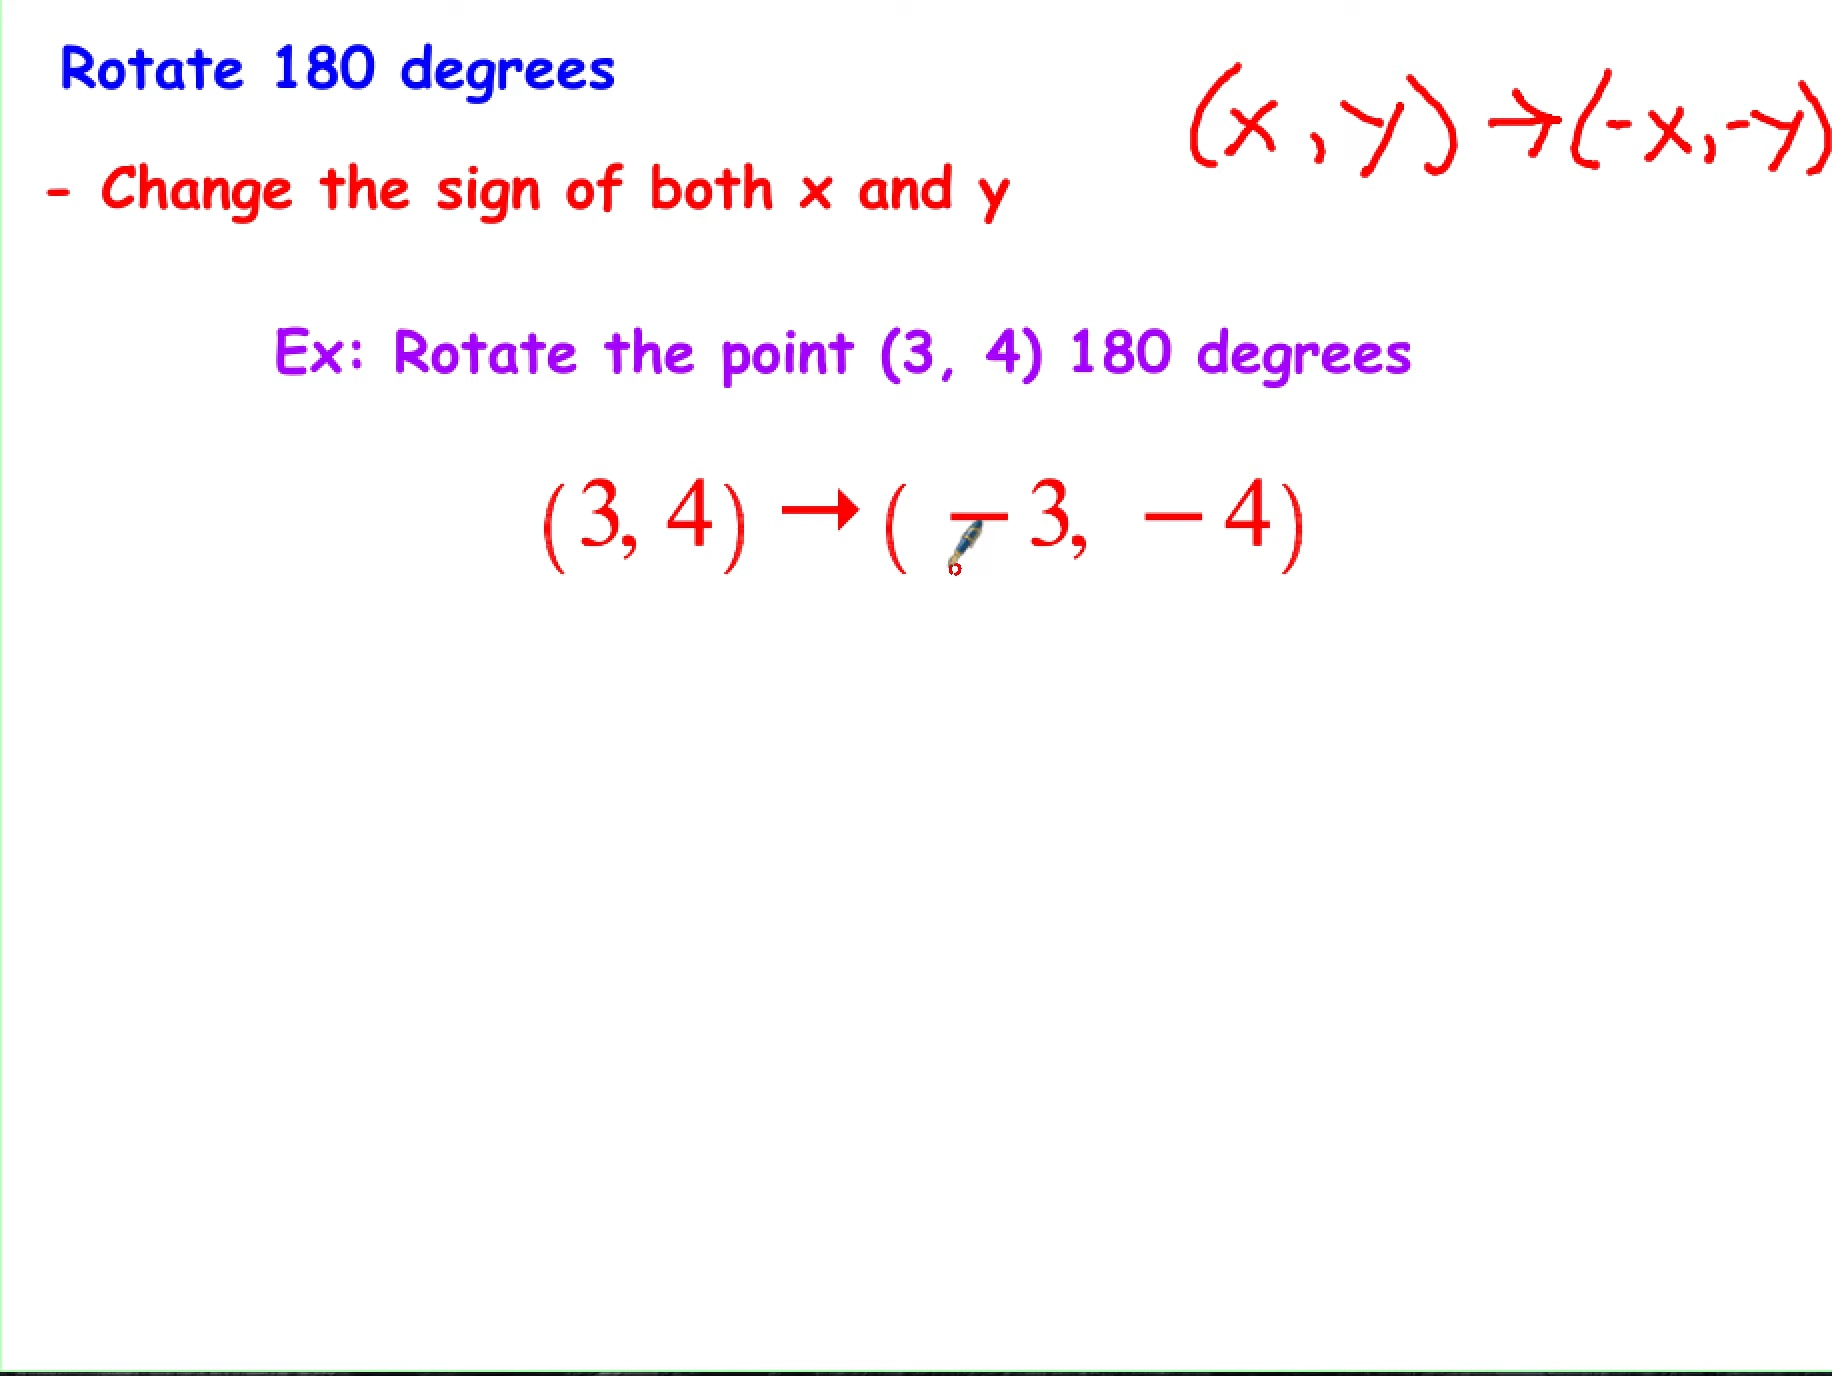 Rotate 180 degrees
(x, y) → (-x, -y)
- Change the sign of both x and y
Ex: Rotate the point (3, 4) 180 degrees
(3, 4) → ( − 3, − 4)